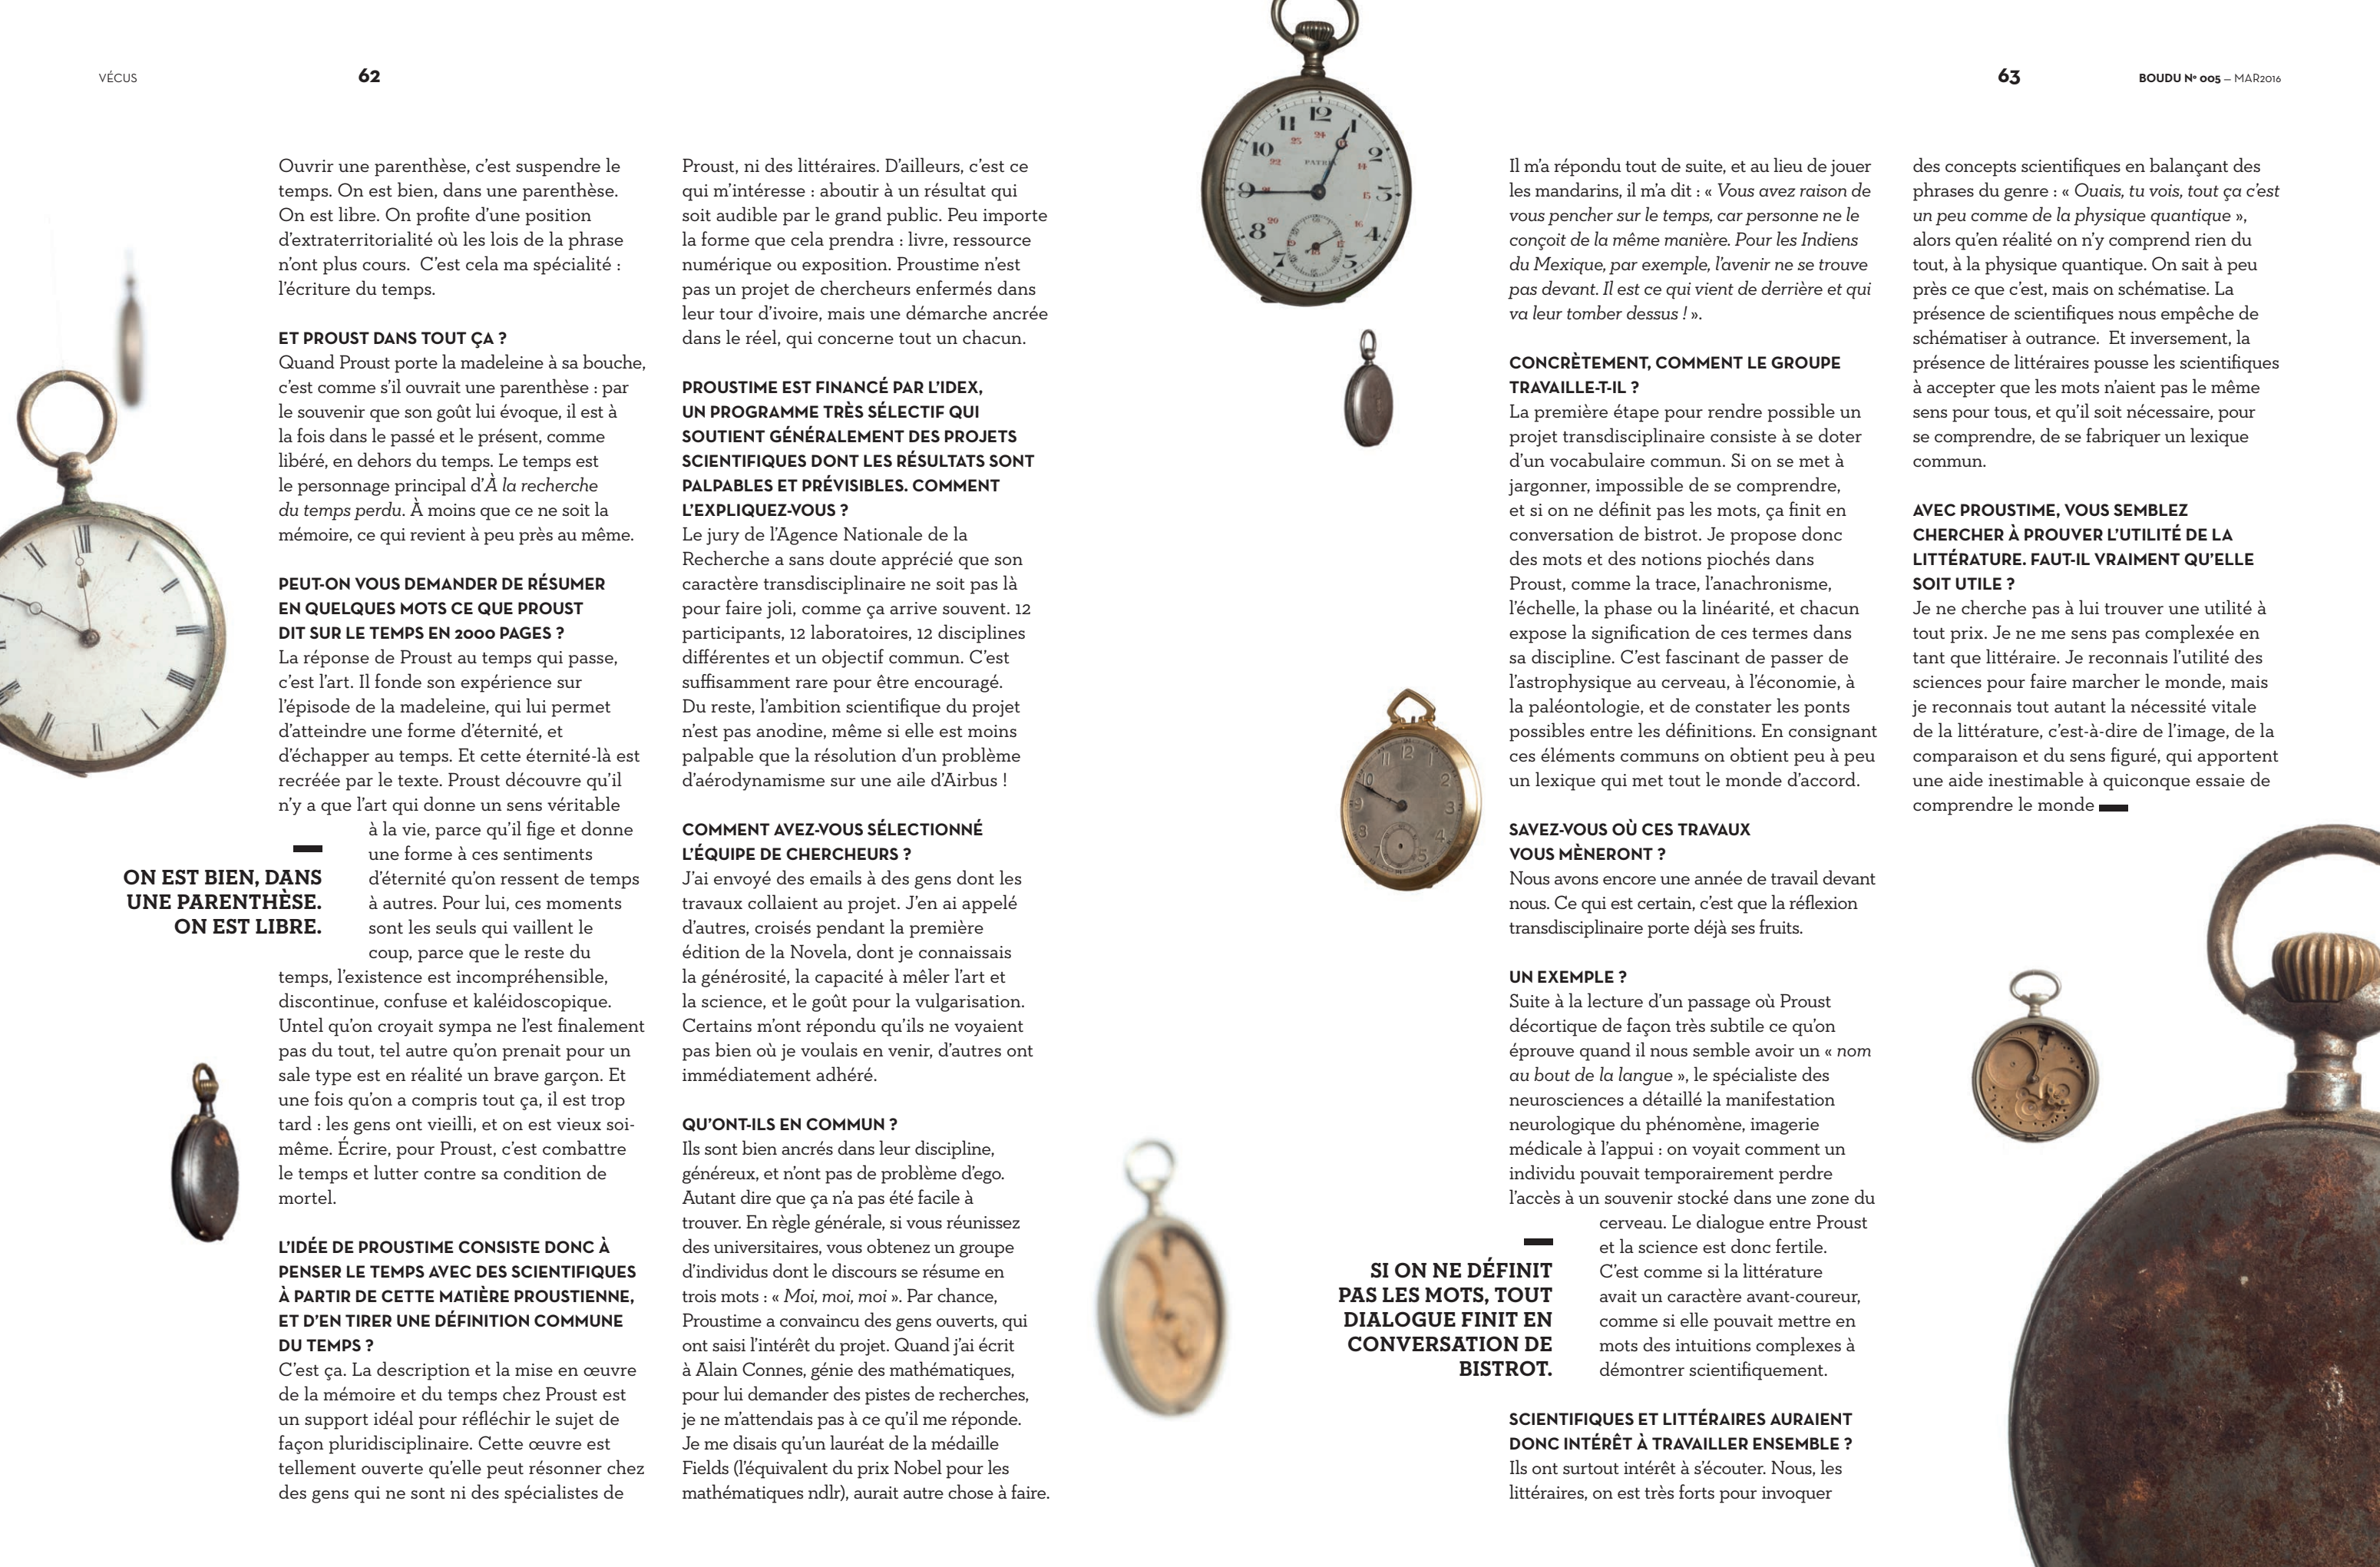 VÉCUS
62
Ouvrir une parenthèse, c'est suspendre le
temps. On est bien, dans une parenthèse.
On est libre. On profite d'une position
d'extraterritorialité où les lois de la phrase
n'ont plus cours.  C'est cela ma spécialité :
l'écriture du temps.
ET PROUST DANS TOUT ÇA ?
Quand Proust porte la madeleine à sa bouche,
c'est comme s'il ouvrait une parenthèse : par
le souvenir que son goût lui évoque, il est à
la fois dans le passé et le présent, comme
libéré, en dehors du temps. Le temps est
le personnage principal d'À la recherche
du temps perdu. À moins que ce ne soit la
mémoire, ce qui revient à peu près au même.
PEUT-ON VOUS DEMANDER DE RÉSUMER
EN QUELQUES MOTS CE QUE PROUST
DIT SUR LE TEMPS EN 2000 PAGES ?
La réponse de Proust au temps qui passe,
c'est l'art. Il fonde son expérience sur
l'épisode de la madeleine, qui lui permet
d'atteindre une forme d'éternité, et
d'échapper au temps. Et cette éternité-là est
recréée par le texte. Proust découvre qu'il
n'y a que l'art qui donne un sens véritable
à la vie, parce qu'il fige et donne
une forme à ces sentiments
d'éternité qu'on ressent de temps
à autres. Pour lui, ces moments
sont les seuls qui vaillent le
coup, parce que le reste du
temps, l'existence est incompréhensible,
discontinue, confuse et kaléidoscopique.
Untel qu'on croyait sympa ne l'est finalement
pas du tout, tel autre qu'on prenait pour un
sale type est en réalité un brave garçon. Et
une fois qu'on a compris tout ça, il est trop
tard : les gens ont vieilli, et on est vieux soi-
même. Écrire, pour Proust, c'est combattre
le temps et lutter contre sa condition de
mortel.
ON EST BIEN, DANS
UNE PARENTHÈSE.
ON EST LIBRE.
L'IDÉE DE PROUSTIME CONSISTE DONC À
PENSER LE TEMPS AVEC DES SCIENTIFIQUES
À PARTIR DE CETTE MATIÈRE PROUSTIENNE,
ET D'EN TIRER UNE DÉFINITION COMMUNE
DU TEMPS ?
C'est ça. La description et la mise en œuvre
de la mémoire et du temps chez Proust est
un support idéal pour réfléchir le sujet de
façon pluridisciplinaire. Cette œuvre est
tellement ouverte qu'elle peut résonner chez
des gens qui ne sont ni des spécialistes de
Proust, ni des littéraires. D'ailleurs, c'est ce
qui m'intéresse : aboutir à un résultat qui
soit audible par le grand public. Peu importe
la forme que cela prendra : livre, ressource
numérique ou exposition. Proustime n'est
pas un projet de chercheurs enfermés dans
leur tour d'ivoire, mais une démarche ancrée
dans le réel, qui concerne tout un chacun.
PROUSTIME EST FINANCÉ PAR L'IDEX,
UN PROGRAMME TRÈS SÉLECTIF QUI
SOUTIENT GÉNÉRALEMENT DES PROJETS
SCIENTIFIQUES DONT LES RÉSULTATS SONT
PALPABLES ET PRÉVISIBLES. COMMENT
L'EXPLIQUEZ-VOUS ?
Le jury de l'Agence Nationale de la
Recherche a sans doute apprécié que son
caractère transdisciplinaire ne soit pas là
pour faire joli, comme ça arrive souvent. 12
participants, 12 laboratoires, 12 disciplines
différentes et un objectif commun. C'est
suffisamment rare pour être encouragé.
Du reste, l'ambition scientifique du projet
n'est pas anodine, même si elle est moins
palpable que la résolution d'un problème
d'aérodynamisme sur une aile d'Airbus !
COMMENT AVEZ-VOUS SÉLECTIONNÉ
L'ÉQUIPE DE CHERCHEURS ?
J'ai envoyé des emails à des gens dont les
travaux collaient au projet. J'en ai appelé
d'autres, croisés pendant la première
édition de la Novela, dont je connaissais
la générosité, la capacité à mêler l'art et
la science, et le goût pour la vulgarisation.
Certains m'ont répondu qu'ils ne voyaient
pas bien où je voulais en venir, d'autres ont
immédiatement adhéré.
QU'ONT-ILS EN COMMUN ?
Ils sont bien ancrés dans leur discipline,
généreux, et n'ont pas de problème d'ego.
Autant dire que ça n'a pas été facile à
trouver. En règle générale, si vous réunissez
des universitaires, vous obtenez un groupe
d'individus dont le discours se résume en
trois mots : « Moi, moi, moi ». Par chance,
Proustime a convaincu des gens ouverts, qui
ont saisi l'intérêt du projet. Quand j'ai écrit
à Alain Connes, génie des mathématiques,
pour lui demander des pistes de recherches,
je ne m'attendais pas à ce qu'il me réponde.
Je me disais qu'un lauréat de la médaille
Fields (l'équivalent du prix Nobel pour les
mathématiques ndlr), aurait autre chose à faire.
63
BOUDU Nº 005 – MAR2016
Il m'a répondu tout de suite, et au lieu de jouer
les mandarins, il m'a dit : « Vous avez raison de
vous pencher sur le temps, car personne ne le
conçoit de la même manière. Pour les Indiens
du Mexique, par exemple, l'avenir ne se trouve
pas devant. Il est ce qui vient de derrière et qui
va leur tomber dessus ! ».
CONCRÈTEMENT, COMMENT LE GROUPE
TRAVAILLE-T-IL ?
La première étape pour rendre possible un
projet transdisciplinaire consiste à se doter
d'un vocabulaire commun. Si on se met à
jargonner, impossible de se comprendre,
et si on ne définit pas les mots, ça finit en
conversation de bistrot. Je propose donc
des mots et des notions piochés dans
Proust, comme la trace, l'anachronisme,
l'échelle, la phase ou la linéarité, et chacun
expose la signification de ces termes dans
sa discipline. C'est fascinant de passer de
l'astrophysique au cerveau, à l'économie, à
la paléontologie, et de constater les ponts
possibles entre les définitions. En consignant
ces éléments communs on obtient peu à peu
un lexique qui met tout le monde d'accord.
SAVEZ-VOUS OÙ CES TRAVAUX
VOUS MÈNERONT ?
Nous avons encore une année de travail devant
nous. Ce qui est certain, c'est que la réflexion
transdisciplinaire porte déjà ses fruits.
UN EXEMPLE ?
Suite à la lecture d'un passage où Proust
décortique de façon très subtile ce qu'on
éprouve quand il nous semble avoir un « nom
au bout de la langue », le spécialiste des
neurosciences a détaillé la manifestation
neurologique du phénomène, imagerie
médicale à l'appui : on voyait comment un
individu pouvait temporairement perdre
l'accès à un souvenir stocké dans une zone du
cerveau. Le dialogue entre Proust
et la science est donc fertile.
C'est comme si la littérature
avait un caractère avant-coureur,
comme si elle pouvait mettre en
mots des intuitions complexes à
démontrer scientifiquement.
SI ON NE DÉFINIT
PAS LES MOTS, TOUT
DIALOGUE FINIT EN
CONVERSATION DE
BISTROT.
SCIENTIFIQUES ET LITTÉRAIRES AURAIENT
DONC INTÉRÊT À TRAVAILLER ENSEMBLE ?
Ils ont surtout intérêt à s'écouter. Nous, les
littéraires, on est très forts pour invoquer
des concepts scientifiques en balançant des
phrases du genre : « Ouais, tu vois, tout ça c'est
un peu comme de la physique quantique »,
alors qu'en réalité on n'y comprend rien du
tout, à la physique quantique. On sait à peu
près ce que c'est, mais on schématise. La
présence de scientifiques nous empêche de
schématiser à outrance.  Et inversement, la
présence de littéraires pousse les scientifiques
à accepter que les mots n'aient pas le même
sens pour tous, et qu'il soit nécessaire, pour
se comprendre, de se fabriquer un lexique
commun.
AVEC PROUSTIME, VOUS SEMBLEZ
CHERCHER À PROUVER L'UTILITÉ DE LA
LITTÉRATURE. FAUT-IL VRAIMENT QU'ELLE
SOIT UTILE ?
Je ne cherche pas à lui trouver une utilité à
tout prix. Je ne me sens pas complexée en
tant que littéraire. Je reconnais l'utilité des
sciences pour faire marcher le monde, mais
je reconnais tout autant la nécessité vitale
de la littérature, c'est-à-dire de l'image, de la
comparaison et du sens figuré, qui apportent
une aide inestimable à quiconque essaie de
comprendre le monde